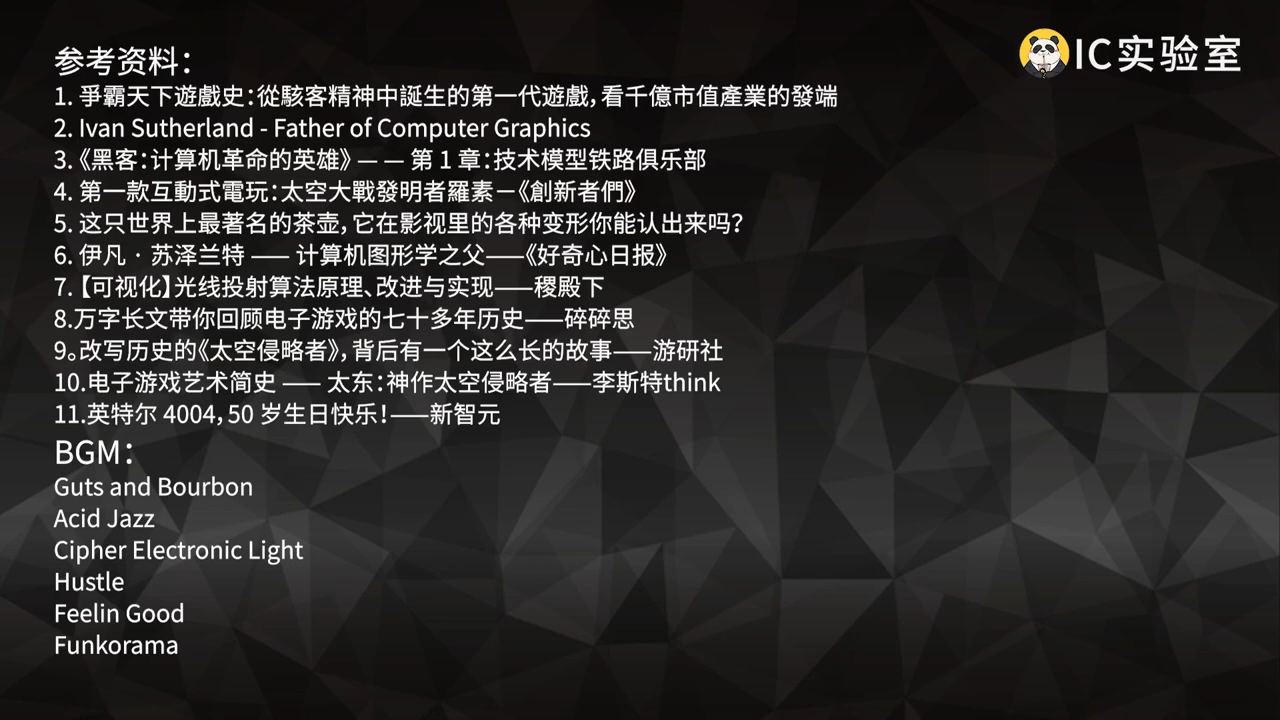 IC实验室
参考资料：
1. 爭霸天下遊戲史：從駭客精神中誕生的第一代遊戲，看千億市值產業的發端
2. Ivan Sutherland - Father of Computer Graphics
3.《黑客：计算机革命的英雄》— — 第 1 章：技术模型铁路俱乐部
4. 第一款互動式電玩：太空大戰發明者羅素－《創新者們》
5. 这只世界上最著名的茶壶，它在影视里的各种变形你能认出来吗？
6. 伊凡 · 苏泽兰特 —— 计算机图形学之父——《好奇心日报》
7.【可视化】光线投射算法原理、改进与实现——稷殿下
8.万字长文带你回顾电子游戏的七十多年历史——碎碎思
9。改写历史的《太空侵略者》，背后有一个这么长的故事——游研社
10.电子游戏艺术简史 —— 太东：神作太空侵略者——李斯特think
11.英特尔 4004，50 岁生日快乐！——新智元
BGM：
Guts and Bourbon
Acid Jazz
Cipher Electronic Light
Hustle
Feelin Good
Funkorama